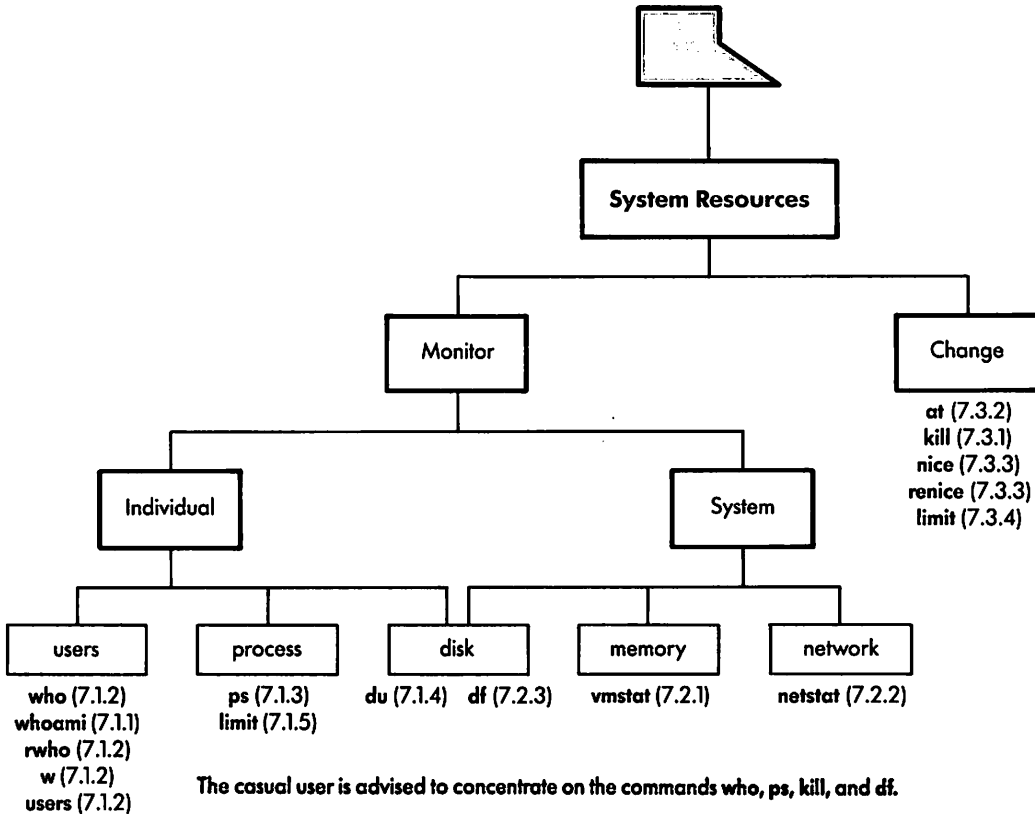 System Resources
Monitor
Change
at (7.3.2)
kill (7.3.1)
nice (7.3.3)
renice (7.3.3)
limit (7.3.4)
Individual
System
users
process
disk
memory
network
who (7.1.2)
whoami (7.1.1)
rwho (7.1.2)
w (7.1.2)
users (7.1.2)
ps (7.1.3)
limit (7.1.5)
du (7.1.4)
df (7.2.3)
vmstat (7.2.1)
netstat (7.2.2)
The casual user is advised to concentrate on the commands who, ps, kill, and df.